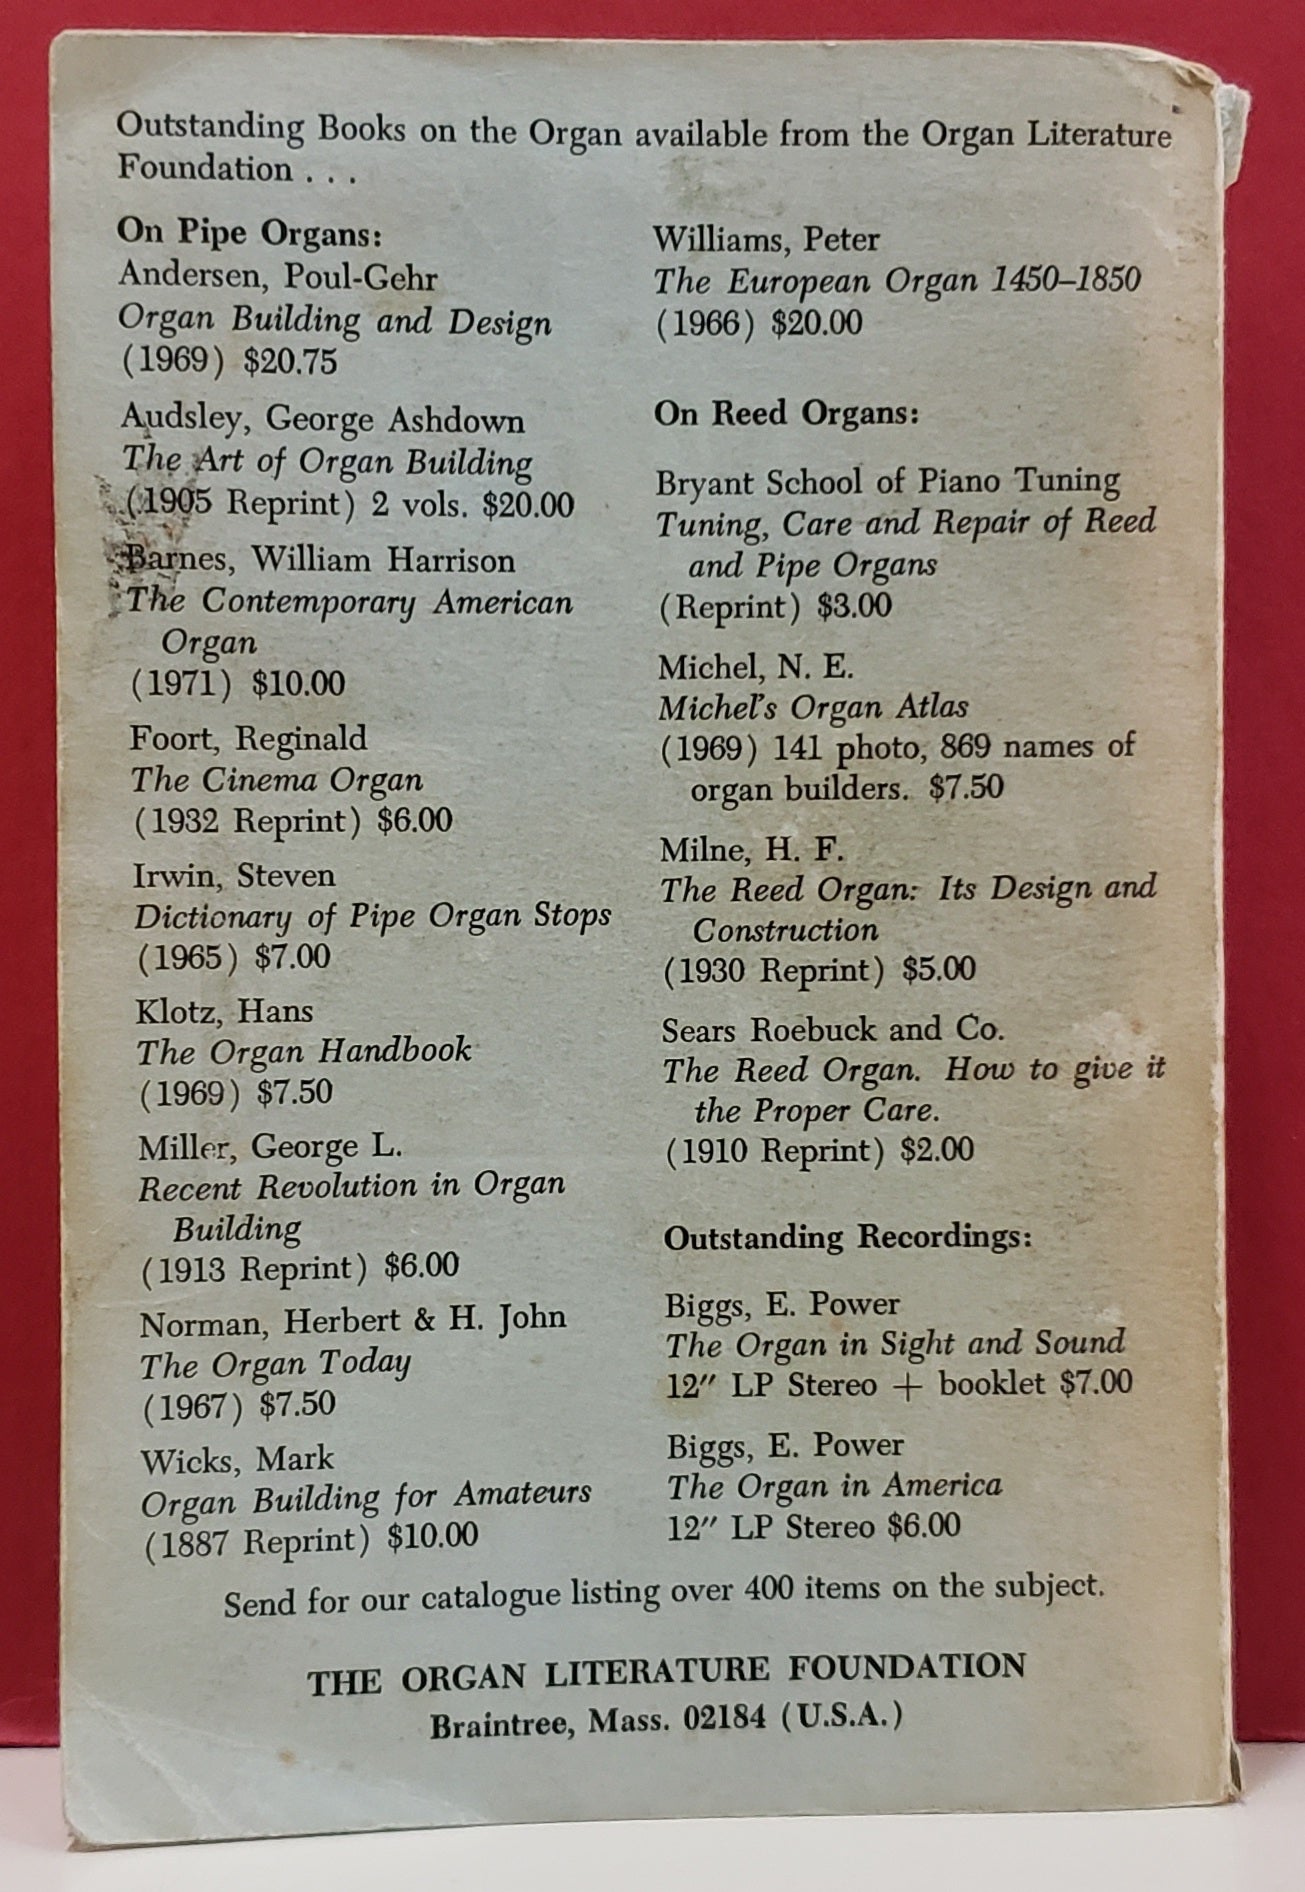 Outstanding Books on the Organ available from the Organ Literature
Foundation . . .
On Pipe Organs:
Andersen, Poul-Gehr
Organ Building and Design
(1969) $20.75
Audsley, George Ashdown
The Art of Organ Building
(1905 Reprint) 2 vols. $20.00
Barnes, William Harrison
The Contemporary American
Organ
(1971) $10.00
Foort, Reginald
The Cinema Organ
(1932 Reprint) $6.00
Irwin, Steven
Dictionary of Pipe Organ Stops
(1965) $7.00
Klotz, Hans
The Organ Handbook
(1969) $7.50
Miller, George L.
Recent Revolution in Organ
Building
(1913 Reprint) $6.00
Norman, Herbert & H. John
The Organ Today
(1967) $7.50
Wicks, Mark
Organ Building for Amateurs
(1887 Reprint) $10.00
Williams, Peter
The European Organ 1450–1850
(1966) $20.00
On Reed Organs:
Bryant School of Piano Tuning
Tuning, Care and Repair of Reed
and Pipe Organs
(Reprint) $3.00
Michel, N. E.
Michel's Organ Atlas
(1969) 141 photo, 869 names of
organ builders. $7.50
Milne, H. F.
The Reed Organ: Its Design and
Construction
(1930 Reprint) $5.00
Sears Roebuck and Co.
The Reed Organ. How to give it
the Proper Care.
(1910 Reprint) $2.00
Outstanding Recordings:
Biggs, E. Power
The Organ in Sight and Sound
12″ LP Stereo + booklet $7.00
Biggs, E. Power
The Organ in America
12″ LP Stereo $6.00
Send for our catalogue listing over 400 items on the subject.
THE ORGAN LITERATURE FOUNDATION
Braintree, Mass. 02184 (U.S.A.)